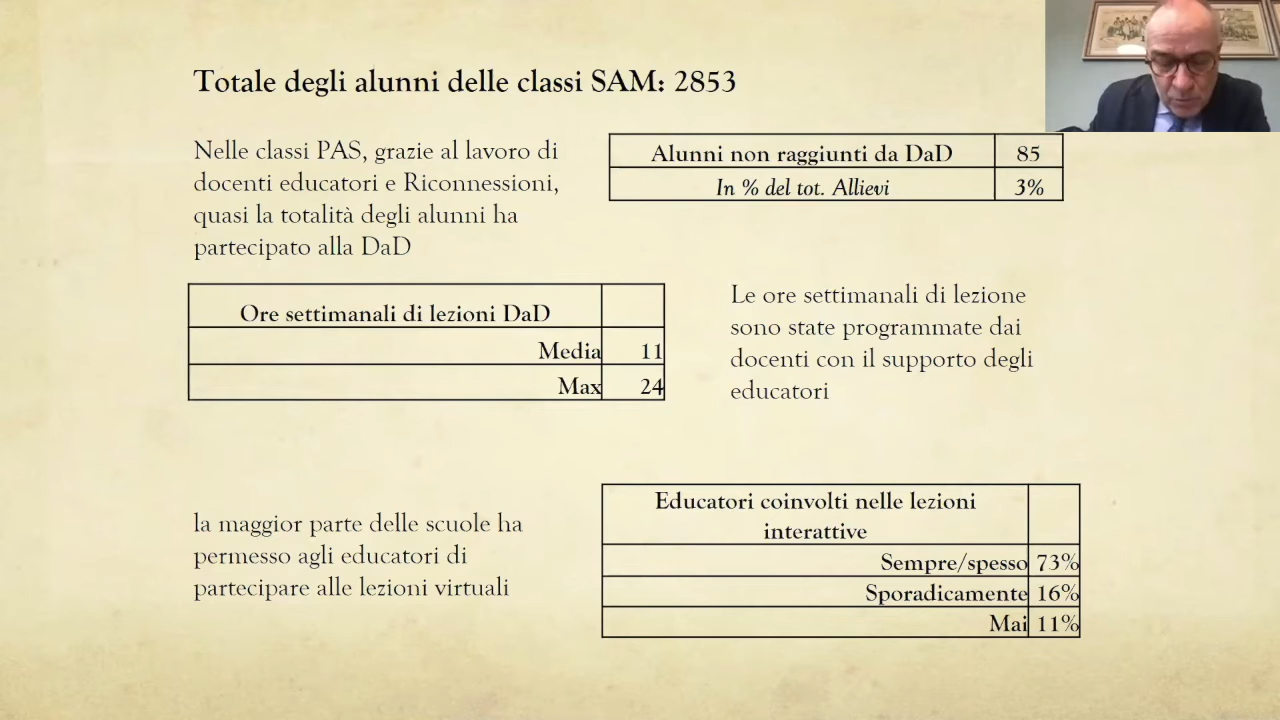 Totale degli alunni delle classi SAM: 2853
Nelle classi PAS, grazie al lavoro di
docenti educatori e Riconnessioni,
quasi la totalità degli alunni ha
partecipato alla DaD
Alunni non raggiunti da DaD 85
In % del tot. Allievi 3%
Ore settimanali di lezioni DaD
Media 11
Max 24
Le ore settimanali di lezione
sono state programmate dai
docenti con il supporto degli
educatori
la maggior parte delle scuole ha
permesso agli educatori di
partecipare alle lezioni virtuali
Educatori coinvolti nelle lezioni
interattive
Sempre/spesso 73%
Sporadicamente 16%
Mai 11%